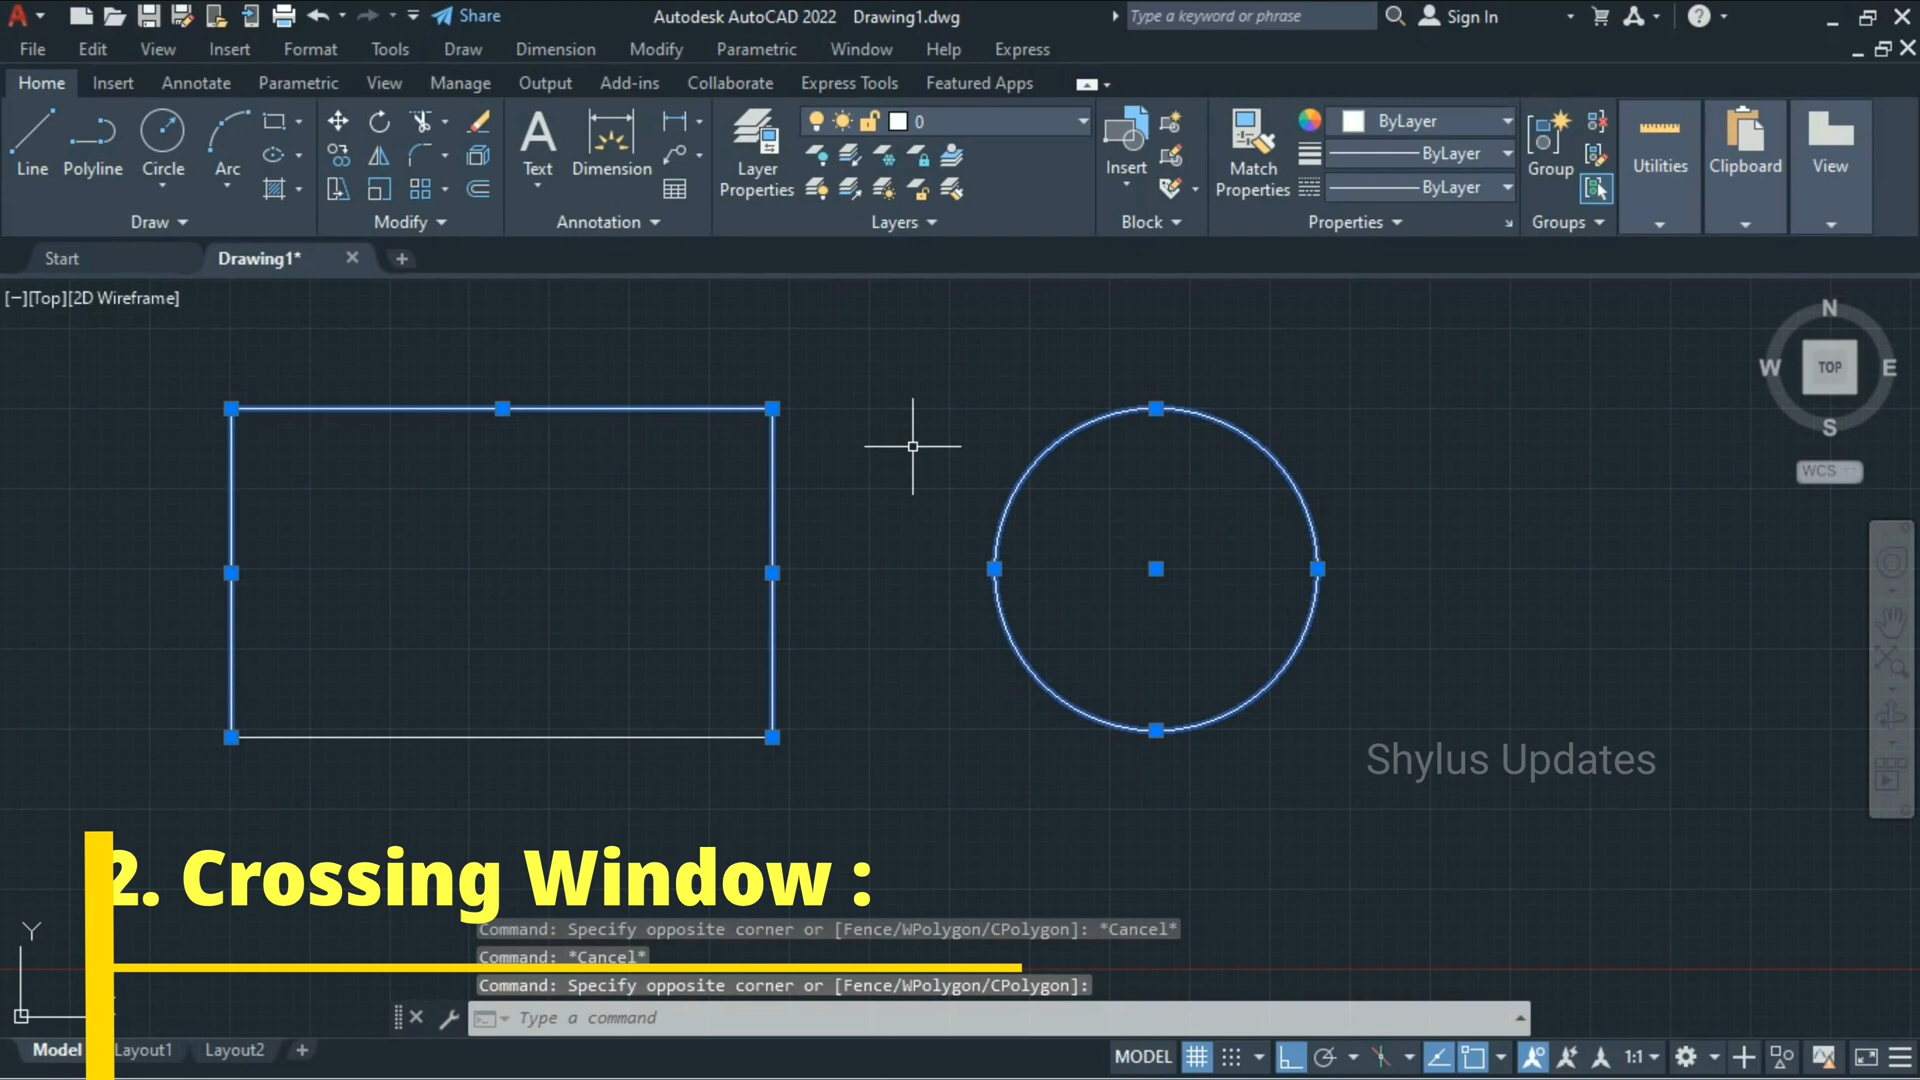 Share
Autodesk AutoCAD 2022 Drawing1.dwg
Type a keyword or phrase
Sign In
File Edit View Insert Format Tools Draw Dimension Modify Parametric Window Help Express
Home Insert Annotate Parametric View Manage Output Add-ins Collaborate Express Tools Featured Apps
Line Polyline Circle Arc
Draw
Modify
Text Dimension
Annotation
Layer Properties
0
Layers
Insert
Block
Match Properties
ByLayer
ByLayer
ByLayer
Properties
Group
Groups
Utilities
Clipboard
View
Start Drawing1*
[−][Top][2D Wireframe]
N
W TOP E
S
WCS
Shylus Updates
2. Crossing Window :
Y
Command: Specify opposite corner or [Fence/WPolygon/CPolygon]: *Cancel*
Command: *Cancel*
Command: Specify opposite corner or [Fence/WPolygon/CPolygon]:
Type a command
Model Layout1 Layout2
MODEL
1:1